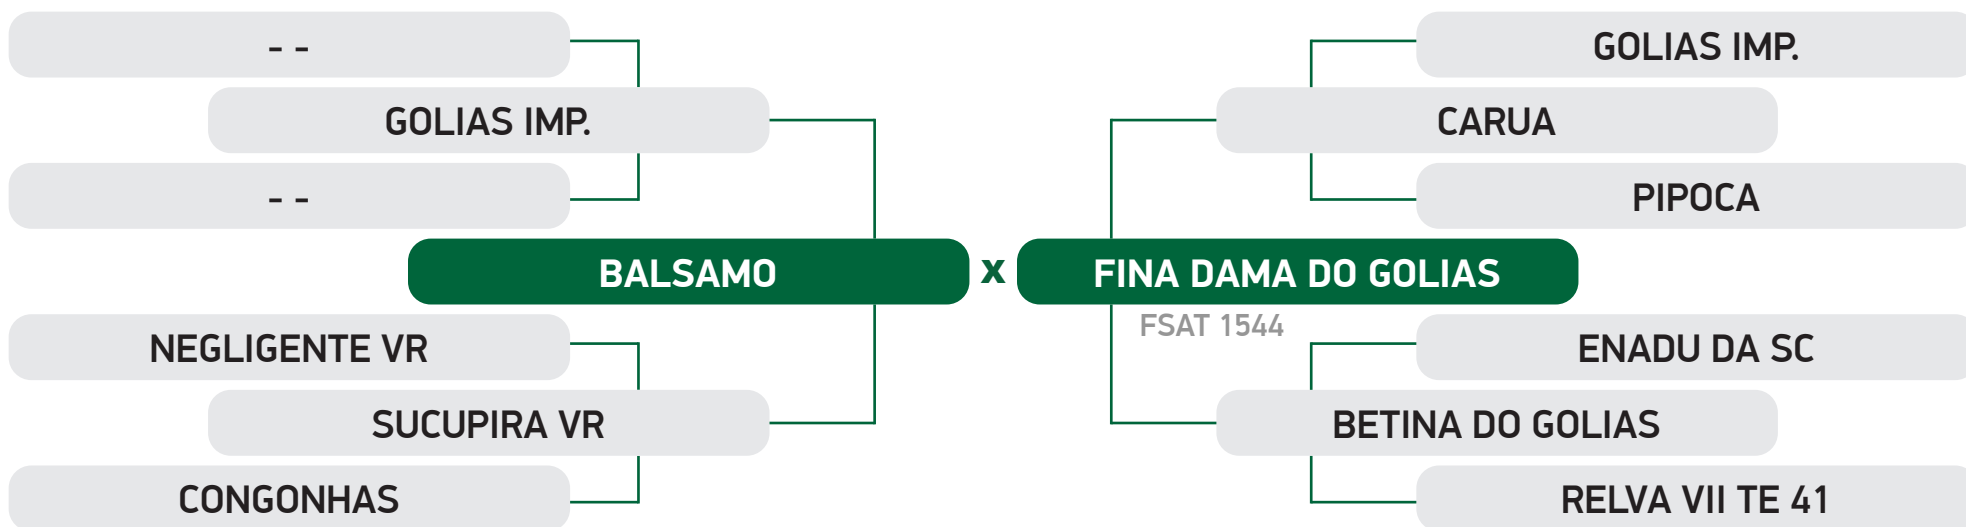 - -
GOLIAS IMP.
GOLIAS IMP.
CARUA
- -
PIPOCA
BALSAMO x FINA DAMA DO GOLIAS
FSAT 1544
NEGLIGENTE VR
ENADU DA SC
SUCUPIRA VR
BETINA DO GOLIAS
CONGONHAS
RELVA VII TE 41